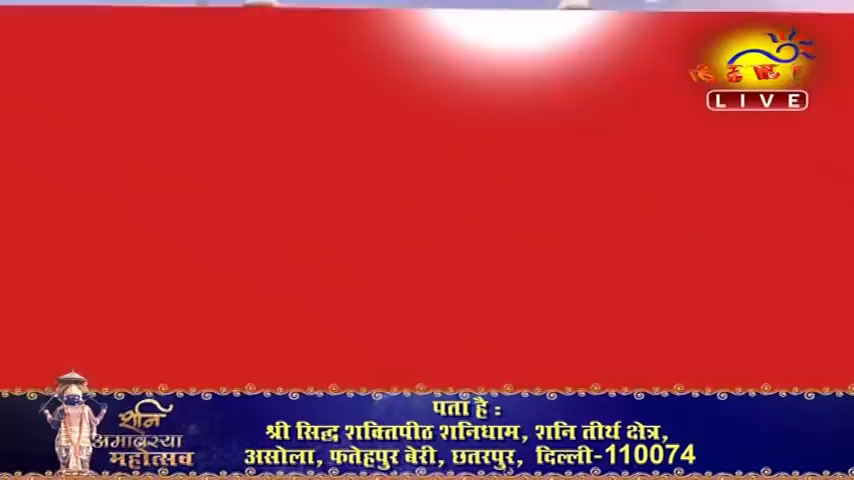 LIVE
पता है :
श्री सिद्ध शक्तिपीठ शनिधाम, शनि तीर्थ क्षेत्र,
असोला, फतेहपुर बेरी, छतरपुर, दिल्ली-110074
शनि
अमावस्या
महोत्सव